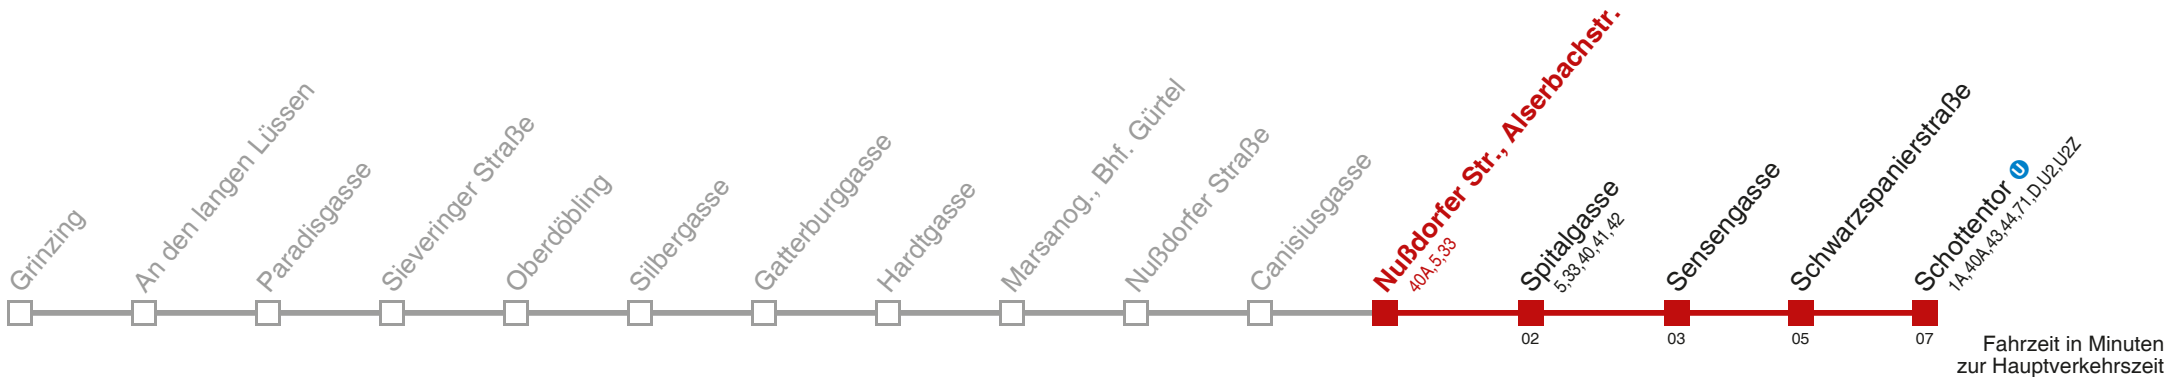 Grinzing
An den langen Lüssen
Paradisgasse
Sieveringer Straße
Oberdöbling
Silbergasse
Gatterburggasse
Hardtgasse
Marsanog., Bhf. Gürtel
Nußdorfer Straße
Canisiusgasse
Nußdorfer Str., Alserbachstr.
40A,5,33
Spitalgasse
5,33,40,41,42
Sensengasse
Schwarzspanierstraße
Schottentor U
1A,40A,43,44,71,D,U2,U2Z
02
03
05
07
Fahrzeit in Minuten
zur Hauptverkehrszeit